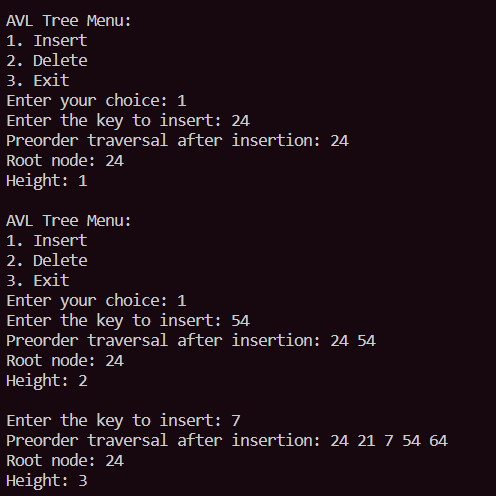 AVL Tree Menu:
1. Insert
2. Delete
3. Exit
Enter your choice: 1
Enter the key to insert: 24
Preorder traversal after insertion: 24
Root node: 24
Height: 1
AVL Tree Menu:
1. Insert
2. Delete
3. Exit
Enter your choice: 1
Enter the key to insert: 54
Preorder traversal after insertion: 24 54
Root node: 24
Height: 2
Enter the key to insert: 7
Preorder traversal after insertion: 24 21 7 54 64
Root node: 24
Height: 3